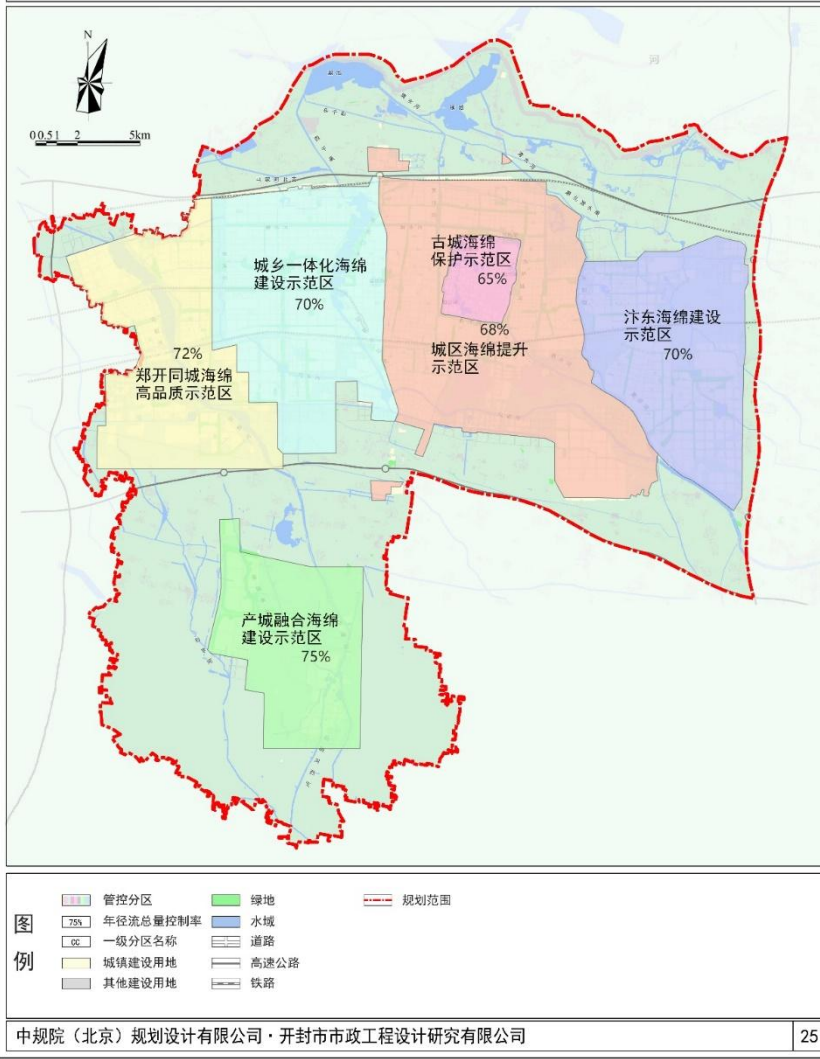 N
0 0.5 1 2 5km
古城海绵
保护示范区
65%
城乡一体化海绵
建设示范区
70%
汴东海绵建设
示范区
70%
68%
城区海绵提升
示范区
72%
郑开同城海绵
高品质示范区
产城融合海绵
建设示范区
75%
图例
管控分区
75% 年径流总量控制率
CC 一级分区名称
城镇建设用地
其他建设用地
绿地
水域
道路
高速公路
铁路
规划范围
中规院（北京）规划设计有限公司·开封市市政工程设计研究有限公司
25